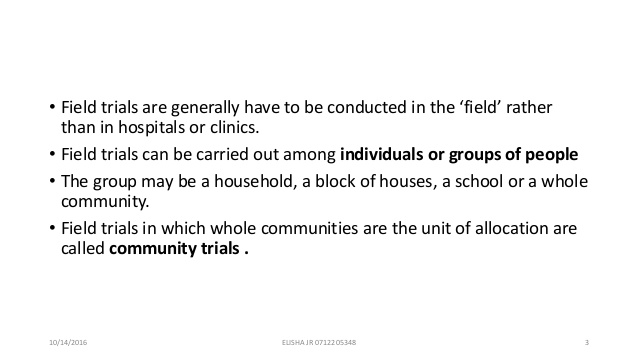 • Field trials are generally have to be conducted in the ‘field’ rather
than in hospitals or clinics.
• Field trials can be carried out among individuals or groups of people
• The group may be a household, a block of houses, a school or a whole
community.
• Field trials in which whole communities are the unit of allocation are
called community trials .
10/14/2016 ELISHA JR 0712205348 3